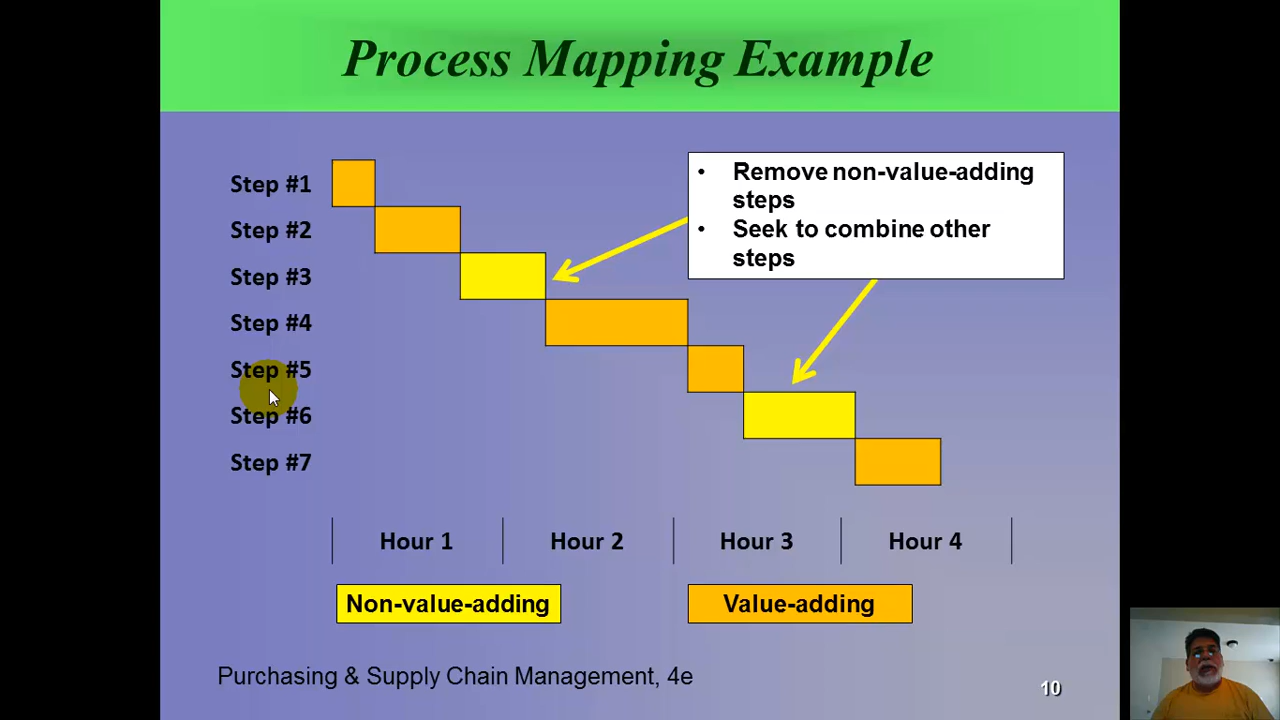 Process Mapping Example
• Remove non-value-adding
steps
• Seek to combine other
steps
Step #1
Step #2
Step #3
Step #4
Step #5
Step #6
Step #7
Hour 1
Hour 2
Hour 3
Hour 4
Non-value-adding
Value-adding
Purchasing & Supply Chain Management, 4e
10